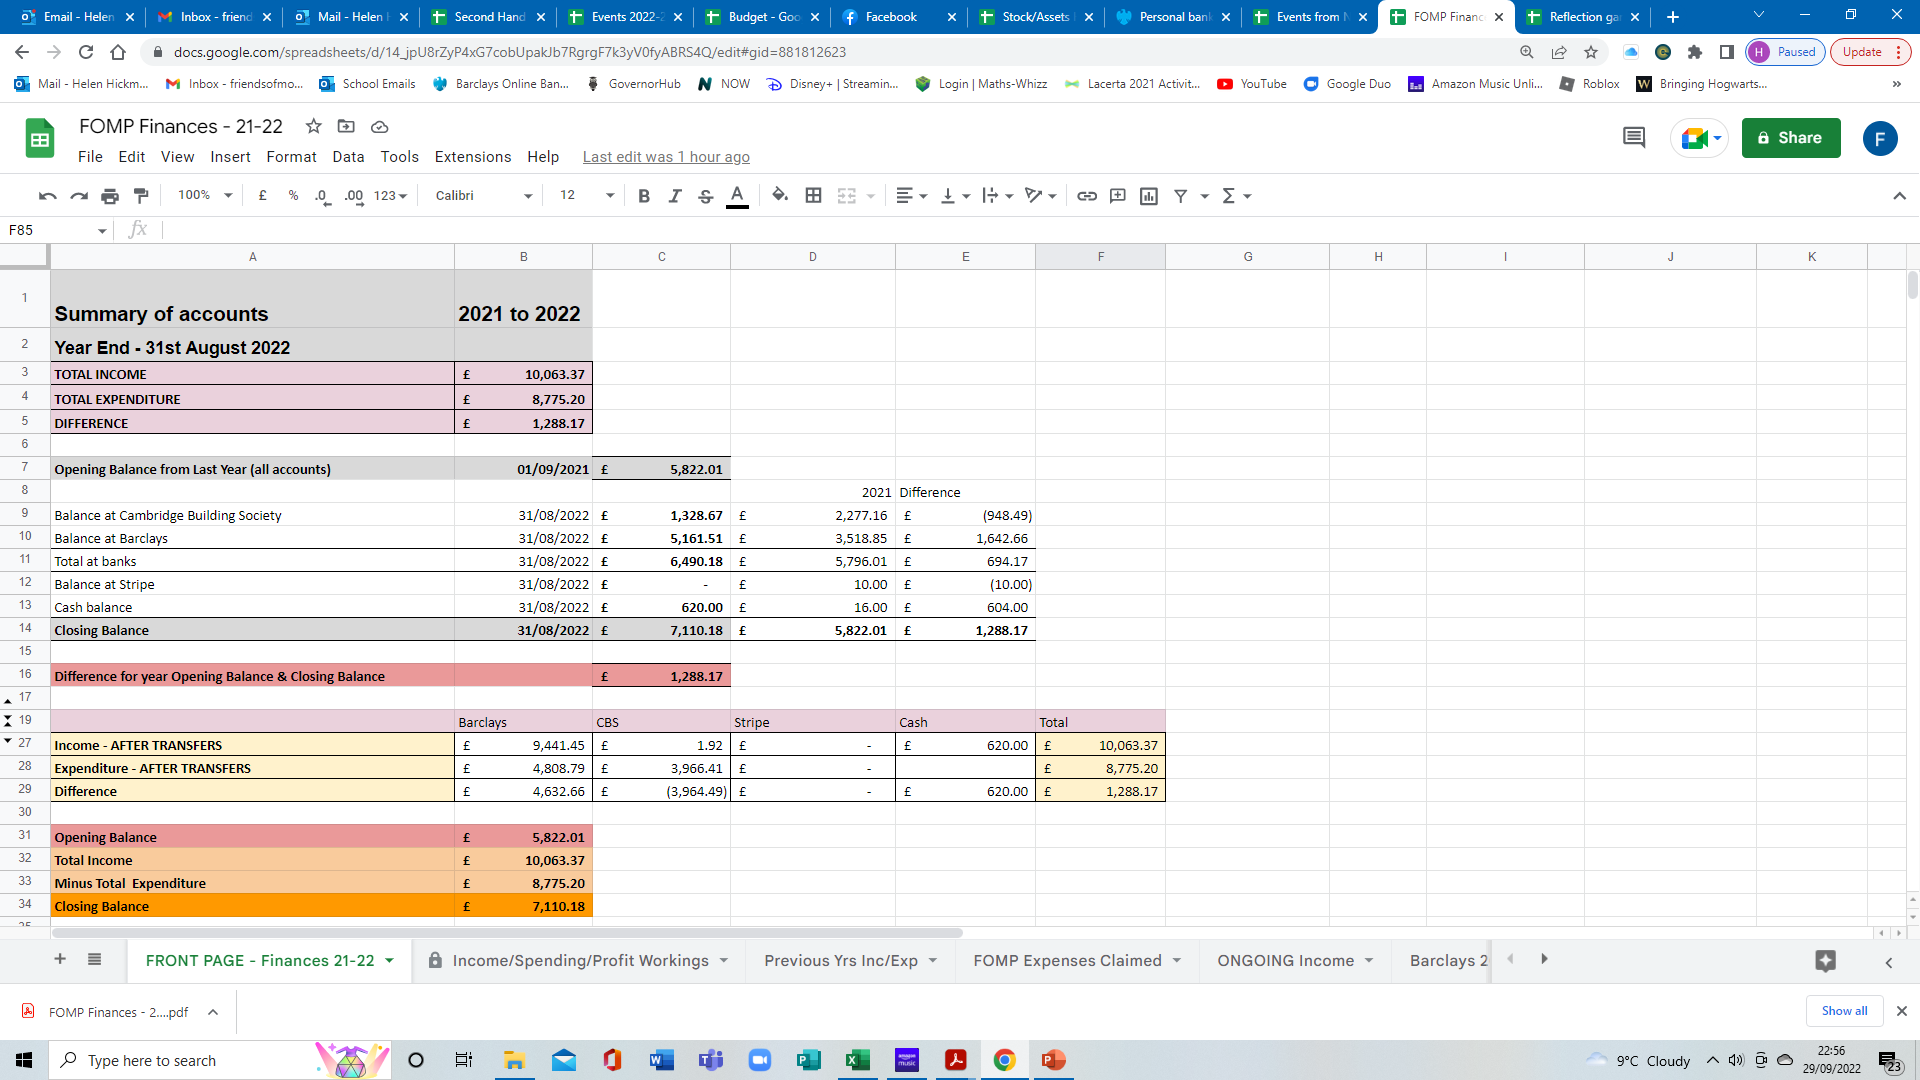 Email - Helen
Inbox - friend
Mail - Helen H
Second Hand
Events 2022-2
Budget - Goo
Facebook
Stock/Assets
Personal bank
Events from N
FOMP Financ
Reflection ga
docs.google.com/spreadsheets/d/14_jpU8rZyP4xG7cobUpakJb7RgrgF7k3yV0fyABRS4Q/edit#gid=881812623
H Paused
Update
Mail - Helen Hickm...
Inbox - friendsofmo...
School Emails
Barclays Online Ban...
GovernorHub
NOW
Disney+ | Streamin...
Login | Maths-Whizz
Lacerta 2021 Activit...
YouTube
Google Duo
Amazon Music Unli...
Roblox
Bringing Hogwarts...
»
FOMP Finances - 21-22
File Edit View Insert Format Data Tools Extensions Help Last edit was 1 hour ago
Share
F
100% £ % .0 .00 123 Calibri 12 B I S A
F85 fx
A B C D E F G H I J K
1 Summary of accounts 2021 to 2022
2 Year End - 31st August 2022
3 TOTAL INCOME £ 10,063.37
4 TOTAL EXPENDITURE £ 8,775.20
5 DIFFERENCE £ 1,288.17
6
7 Opening Balance from Last Year (all accounts) 01/09/2021 £ 5,822.01
8 2021 Difference
9 Balance at Cambridge Building Society 31/08/2022 £ 1,328.67 £ 2,277.16 £ (948.49)
10 Balance at Barclays 31/08/2022 £ 5,161.51 £ 3,518.85 £ 1,642.66
11 Total at banks 31/08/2022 £ 6,490.18 £ 5,796.01 £ 694.17
12 Balance at Stripe 31/08/2022 £ - £ 10.00 £ (10.00)
13 Cash balance 31/08/2022 £ 620.00 £ 16.00 £ 604.00
14 Closing Balance 31/08/2022 £ 7,110.18 £ 5,822.01 £ 1,288.17
15
16 Difference for year Opening Balance & Closing Balance £ 1,288.17
17
19 Barclays CBS Stripe Cash Total
27 Income - AFTER TRANSFERS £ 9,441.45 £ 1.92 £ - £ 620.00 £ 10,063.37
28 Expenditure - AFTER TRANSFERS £ 4,808.79 £ 3,966.41 £ - £ 8,775.20
29 Difference £ 4,632.66 £ (3,964.49) £ - £ 620.00 £ 1,288.17
30
31 Opening Balance £ 5,822.01
32 Total Income £ 10,063.37
33 Minus Total Expenditure £ 8,775.20
34 Closing Balance £ 7,110.18
FRONT PAGE - Finances 21-22
Income/Spending/Profit Workings
Previous Yrs Inc/Exp
FOMP Expenses Claimed
ONGOING Income
Barclays 2
FOMP Finances - 2....pdf
Show all
Type here to search
9°C Cloudy
22:56
29/09/2022
23